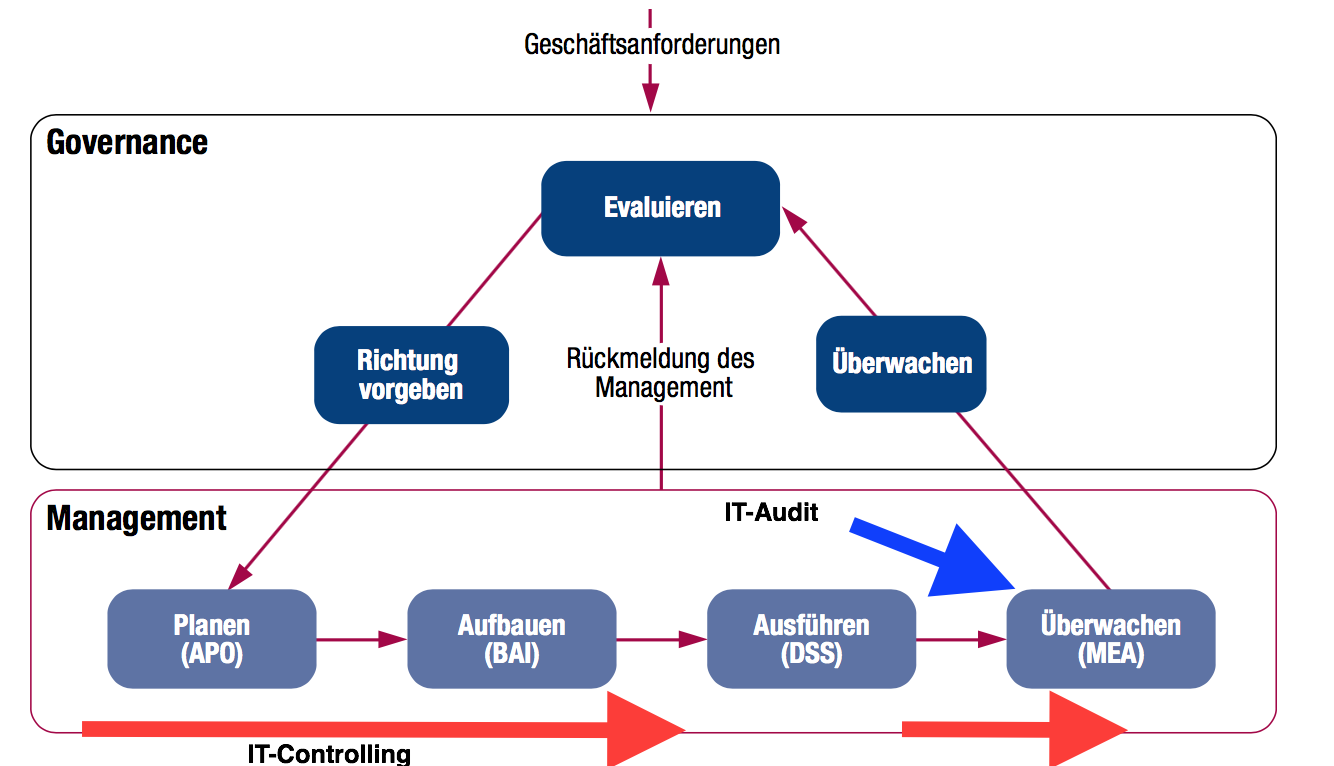 Geschäftsanforderungen
Governance
Evaluieren
Richtung
vorgeben
Rückmeldung des
Management
Überwachen
Management
IT-Audit
Planen
(APO)
Aufbauen
(BAI)
Ausführen
(DSS)
Überwachen
(MEA)
IT-Controlling